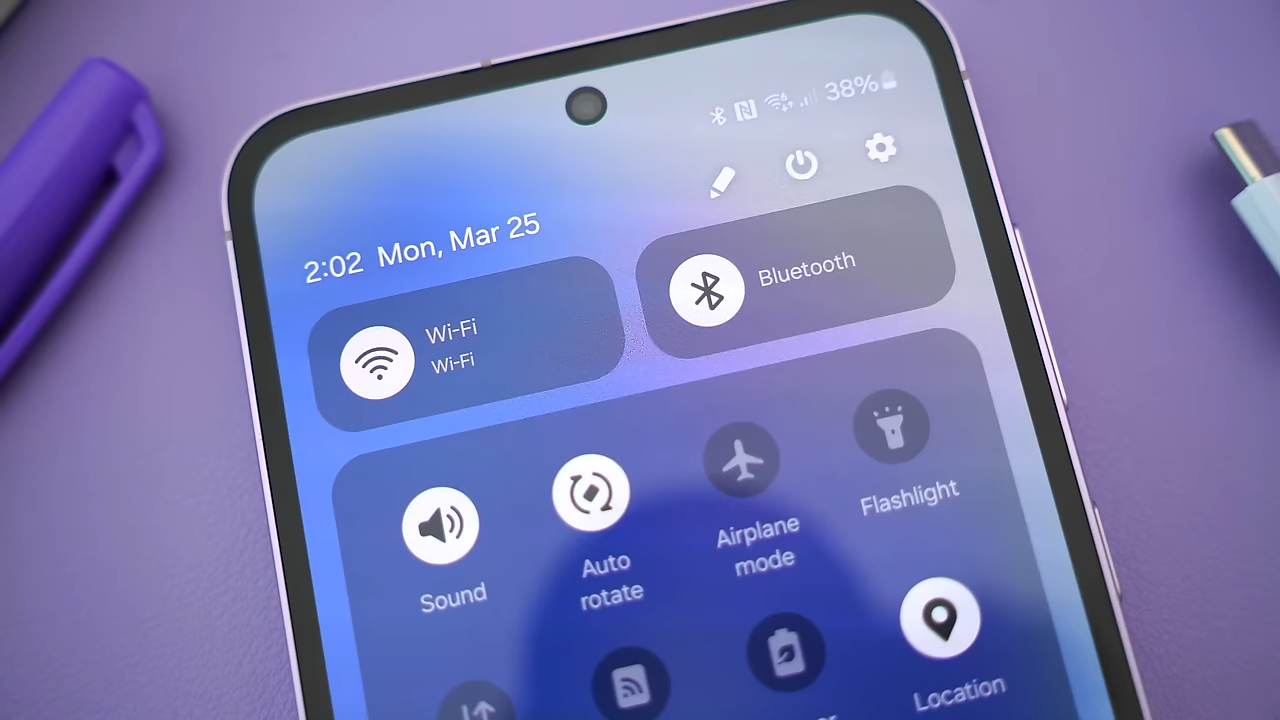 38%
2:02 Mon, Mar 25
Wi-Fi
Wi-Fi
Bluetooth
Sound
Auto
rotate
Airplane
mode
Flashlight
Location